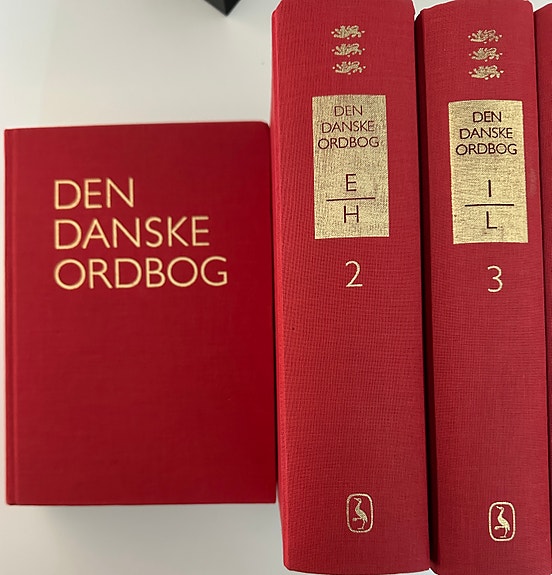 DEN
DANSKE
ORDBOG
DEN
DANSKE
ORDBOG
E
H
2
DEN
DANSKE
ORDBOG
I
L
3